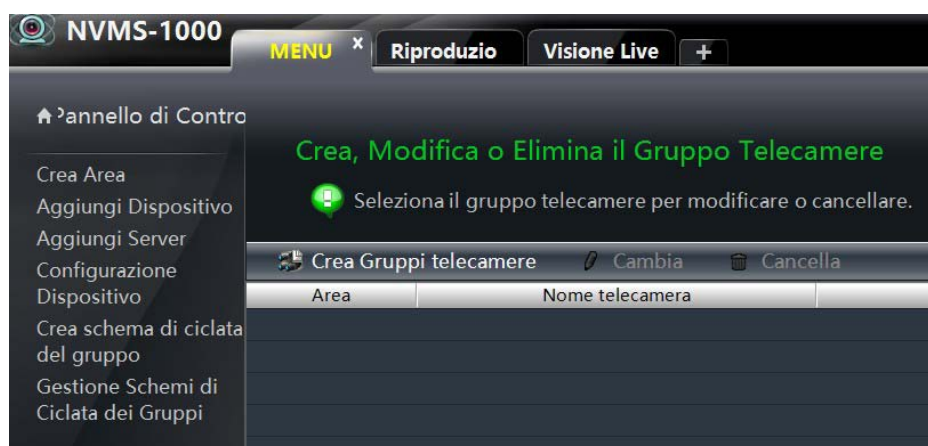 NVMS-1000
MENU x Riproduzio Visione Live +
Pannello di Contro
Crea, Modifica o Elimina il Gruppo Telecamere
Seleziona il gruppo telecamere per modificare o cancellare.
Crea Area
Aggiungi Dispositivo
Aggiungi Server
Configurazione
Dispositivo
Crea schema di ciclata
del gruppo
Gestione Schemi di
Ciclata dei Gruppi
Crea Gruppi telecamere Cambia Cancella
Area Nome telecamera